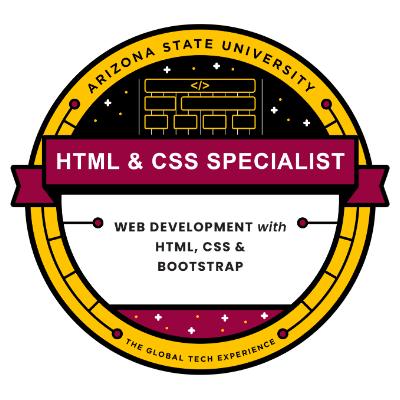 ARIZONA STATE UNIVERSITY
</>
HTML & CSS SPECIALIST
WEB DEVELOPMENT with
HTML, CSS &
BOOTSTRAP
THE GLOBAL TECH EXPERIENCE